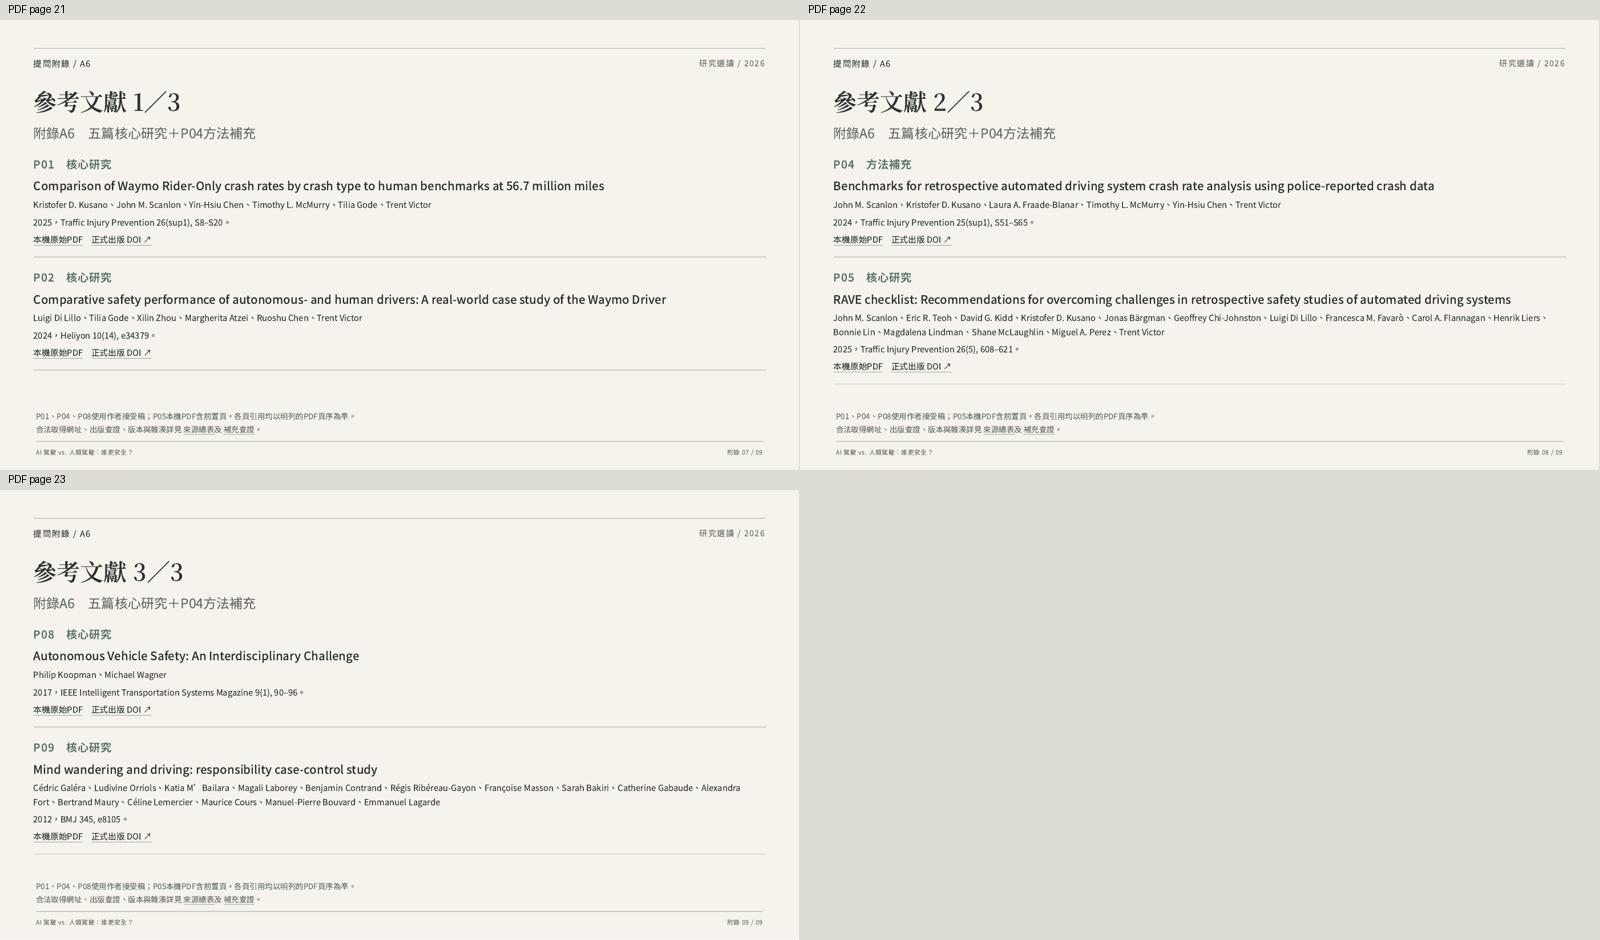 PDF page 21
提問附錄 / A6
研究選讀 / 2026
參考文獻 1／3
附錄A6　五篇核心研究＋P04方法補充
P01　核心研究
Comparison of Waymo Rider-Only crash rates by crash type to human benchmarks at 56.7 million miles
Kristofer D. Kusano、John M. Scanlon、Yin-Hsiu Chen、Timothy L. McMurry、Tilia Gode、Trent Victor
2025，Traffic Injury Prevention 26(sup1), S8–S20。
本機原始PDF　正式出版 DOI ↗
P02　核心研究
Comparative safety performance of autonomous- and human drivers: A real-world case study of the Waymo Driver
Luigi Di Lillo、Tilia Gode、Xilin Zhou、Margherita Atzei、Ruoshu Chen、Trent Victor
2024，Heliyon 10(14), e34379。
本機原始PDF　正式出版 DOI ↗
P01、P04、P08使用作者接受稿；P05本機PDF含前置頁。各頁引用均以明列的PDF頁序為準。
合法取得網址、出版查證、版本與雜湊詳見 來源總表及 補充查證。
AI 駕駛 vs. 人類駕駛：誰更安全？
附錄 07 / 09
PDF page 22
提問附錄 / A6
研究選讀 / 2026
參考文獻 2／3
附錄A6　五篇核心研究＋P04方法補充
P04　方法補充
Benchmarks for retrospective automated driving system crash rate analysis using police-reported crash data
John M. Scanlon、Kristofer D. Kusano、Laura A. Fraade-Blanar、Timothy L. McMurry、Yin-Hsiu Chen、Trent Victor
2024，Traffic Injury Prevention 25(sup1), S51–S65。
本機原始PDF　正式出版 DOI ↗
P05　核心研究
RAVE checklist: Recommendations for overcoming challenges in retrospective safety studies of automated driving systems
John M. Scanlon、Eric R. Teoh、David G. Kidd、Kristofer D. Kusano、Jonas Bärgman、Geoffrey Chi-Johnston、Luigi Di Lillo、Francesca M. Favarò、Carol A. Flannagan、Henrik Liers、
Bonnie Lin、Magdalena Lindman、Shane McLaughlin、Miguel A. Perez、Trent Victor
2025，Traffic Injury Prevention 26(5), 608–621。
本機原始PDF　正式出版 DOI ↗
P01、P04、P08使用作者接受稿；P05本機PDF含前置頁。各頁引用均以明列的PDF頁序為準。
合法取得網址、出版查證、版本與雜湊詳見 來源總表及 補充查證。
AI 駕駛 vs. 人類駕駛：誰更安全？
附錄 08 / 09
PDF page 23
提問附錄 / A6
研究選讀 / 2026
參考文獻 3／3
附錄A6　五篇核心研究＋P04方法補充
P08　核心研究
Autonomous Vehicle Safety: An Interdisciplinary Challenge
Philip Koopman、Michael Wagner
2017，IEEE Intelligent Transportation Systems Magazine 9(1), 90–96。
本機原始PDF　正式出版 DOI ↗
P09　核心研究
Mind wandering and driving: responsibility case-control study
Cédric Galéra、Ludivine Orriols、Katia M’Bailara、Magali Laborey、Benjamin Contrand、Régis Ribéreau-Gayon、Françoise Masson、Sarah Bakiri、Catherine Gabaude、Alexandra
Fort、Bertrand Maury、Céline Lemercier、Maurice Cours、Manuel-Pierre Bouvard、Emmanuel Lagarde
2012，BMJ 345, e8105。
本機原始PDF　正式出版 DOI ↗
P01、P04、P08使用作者接受稿；P05本機PDF含前置頁。各頁引用均以明列的PDF頁序為準。
合法取得網址、出版查證、版本與雜湊詳見 來源總表及 補充查證。
AI 駕駛 vs. 人類駕駛：誰更安全？
附錄 09 / 09